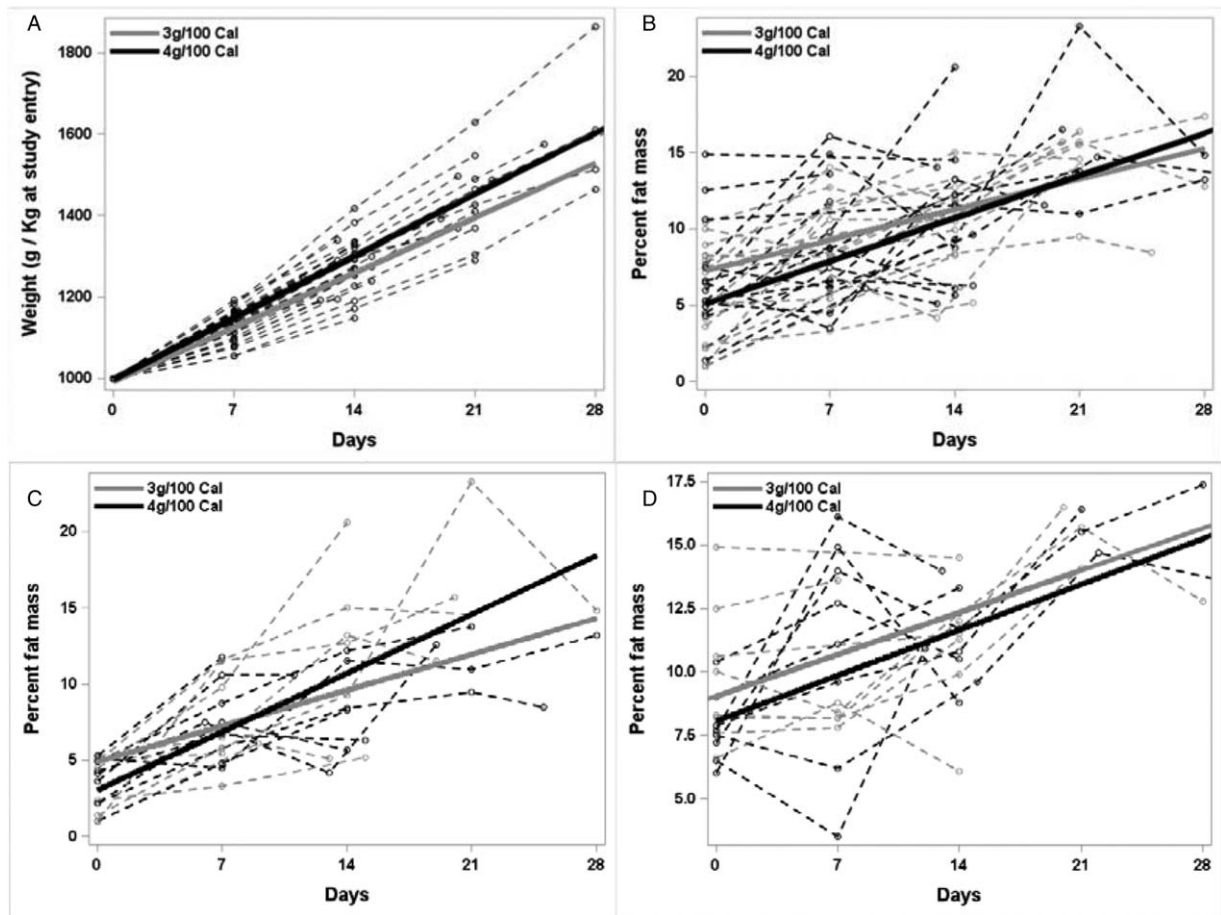 A
3g/100 Cal
4g/100 Cal
Weight (g / Kg at study entry)
1800
1600
1400
1200
1000
0 7 14 21 28
Days
B
3g/100 Cal
4g/100 Cal
Percent fat mass
20
15
10
5
0
0 7 14 21 28
Days
C
3g/100 Cal
4g/100 Cal
Percent fat mass
20
15
10
5
0
0 7 14 21 28
Days
D
3g/100 Cal
4g/100 Cal
Percent fat mass
17.5
15.0
12.5
10.0
7.5
5.0
0 7 14 21 28
Days